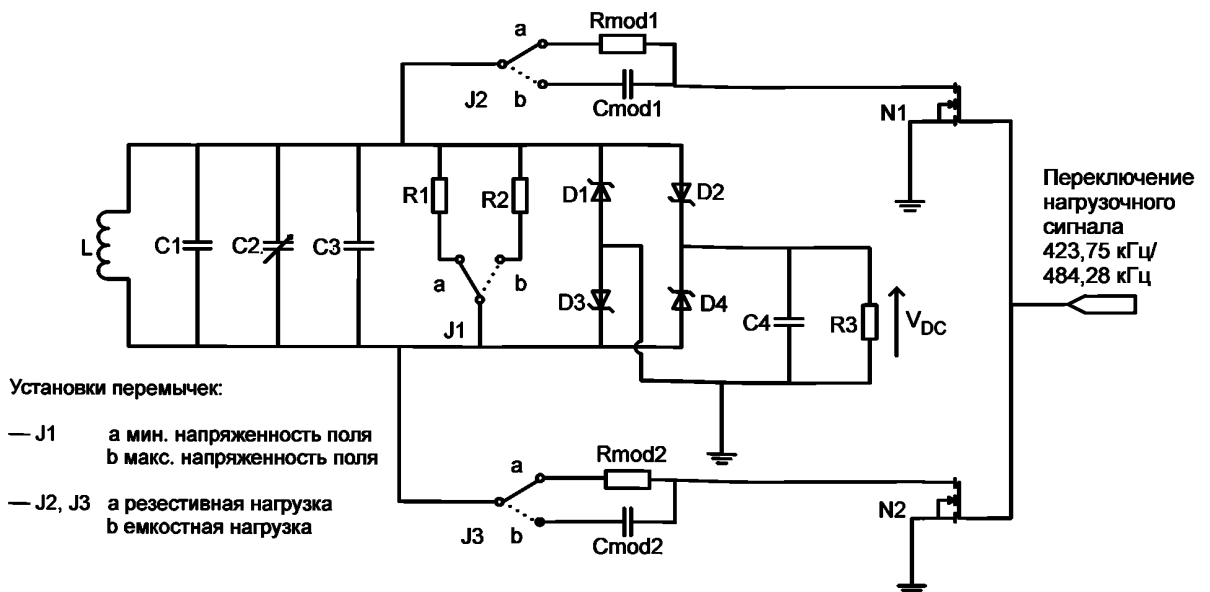 a
Rmod1
J2
b
Cmod1
N1
Переключение
нагрузочного
сигнала
423,75 кГц/
484,28 кГц
L
C1
C2
C3
R1
R2
a
b
J1
D1
D2
D3
D4
C4
R3
VDC
Установки перемычек:
— J1 a мин. напряженность поля
b макс. напряженность поля
— J2, J3 a резестивная нагрузка
b емкостная нагрузка
a
Rmod2
J3
b
Cmod2
N2